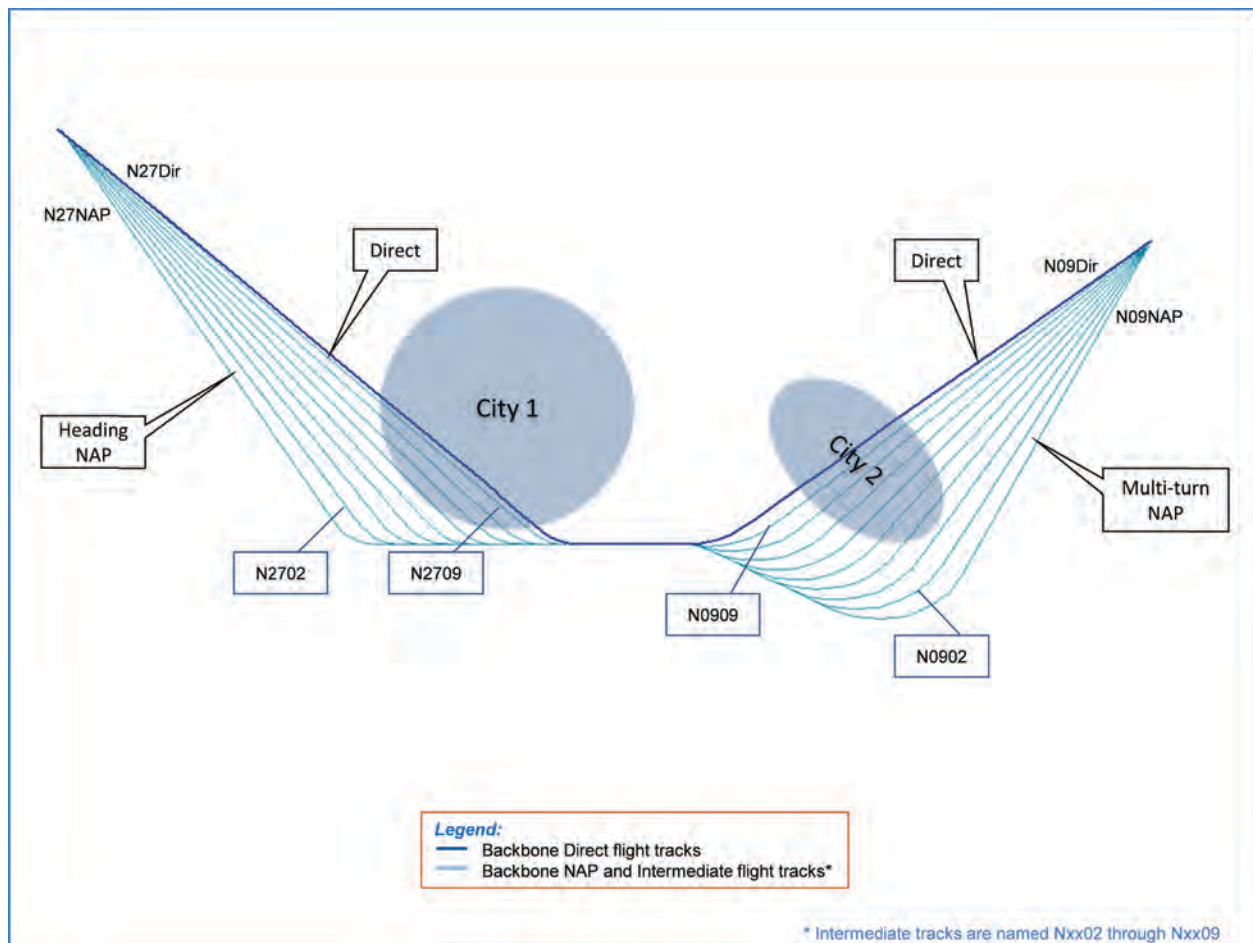 N27Dir
N27NAP
Direct
Direct
N09Dir
N09NAP
City 1
City 2
Heading
NAP
Multi-turn
NAP
N2702
N2709
N0909
N0902
Legend:
Backbone Direct flight tracks
Backbone NAP and Intermediate flight tracks*
* Intermediate tracks are named Nxx02 through Nxx09